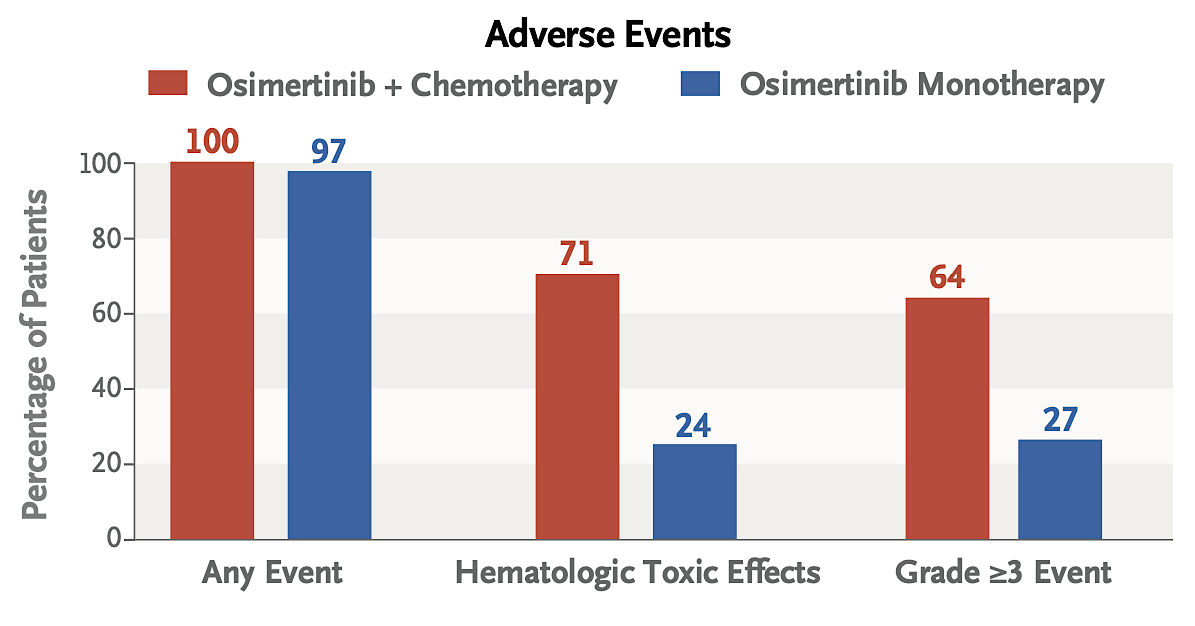 Adverse Events
Osimertinib + Chemotherapy
Osimertinib Monotherapy
Percentage of Patients
100
80
60
40
20
0
100
97
71
24
64
27
Any Event
Hematologic Toxic Effects
Grade ≥3 Event